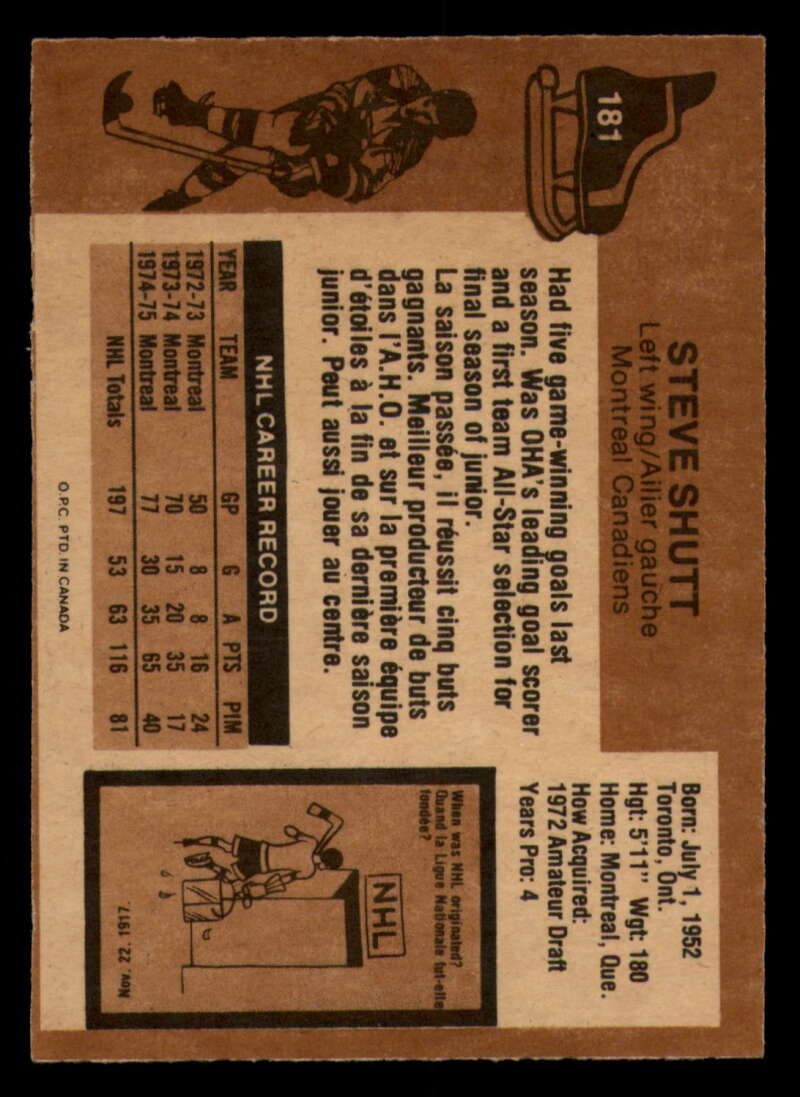 181
STEVE SHUTT
Left wing/Ailier gauche
Montreal Canadiens
Born: July 1, 1952
Toronto, Ont.
Hgt: 5'11" Wgt: 180
Home: Montreal, Que.
How Acquired:
1972 Amateur Draft
Years Pro: 4
Had five game-winning goals last
season. Was OHA's leading goal scorer
and a first team All-Star selection for
final season of junior.
La saison passée, il réussit cinq buts
gagnants. Meilleur producteur de buts
dans l'A.H.O. et sur la première équipe
d'étoiles à la fin de sa dernière saison
junior. Peut aussi jouer au centre.
NHL CAREER RECORD
YEAR TEAM GP G A PTS PIM
1972-73 Montreal 50 8 8 16 24
1973-74 Montreal 70 15 20 35 17
1974-75 Montreal 77 30 35 65 40
NHL Totals 197 53 63 116 81
When was NHL originated?
Quand la Ligue Nationale fut-elle
fondée?
NHL
Nov. 22, 1917.
O.P.C. PTD. IN CANADA